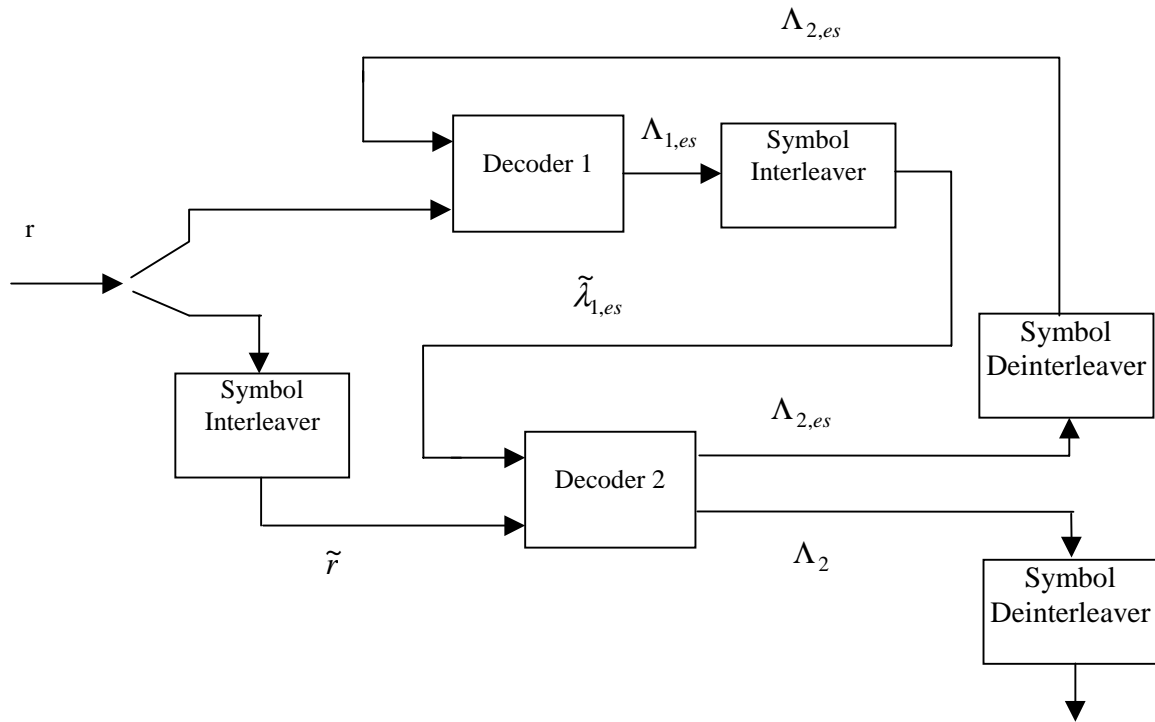 Λ2,es
Λ1,es
Symbol
Interleaver
Decoder 1
r
λ̃1,es
Symbol
Deinterleaver
Symbol
Interleaver
Λ2,es
Decoder 2
r̃
Λ2
Symbol
Deinterleaver